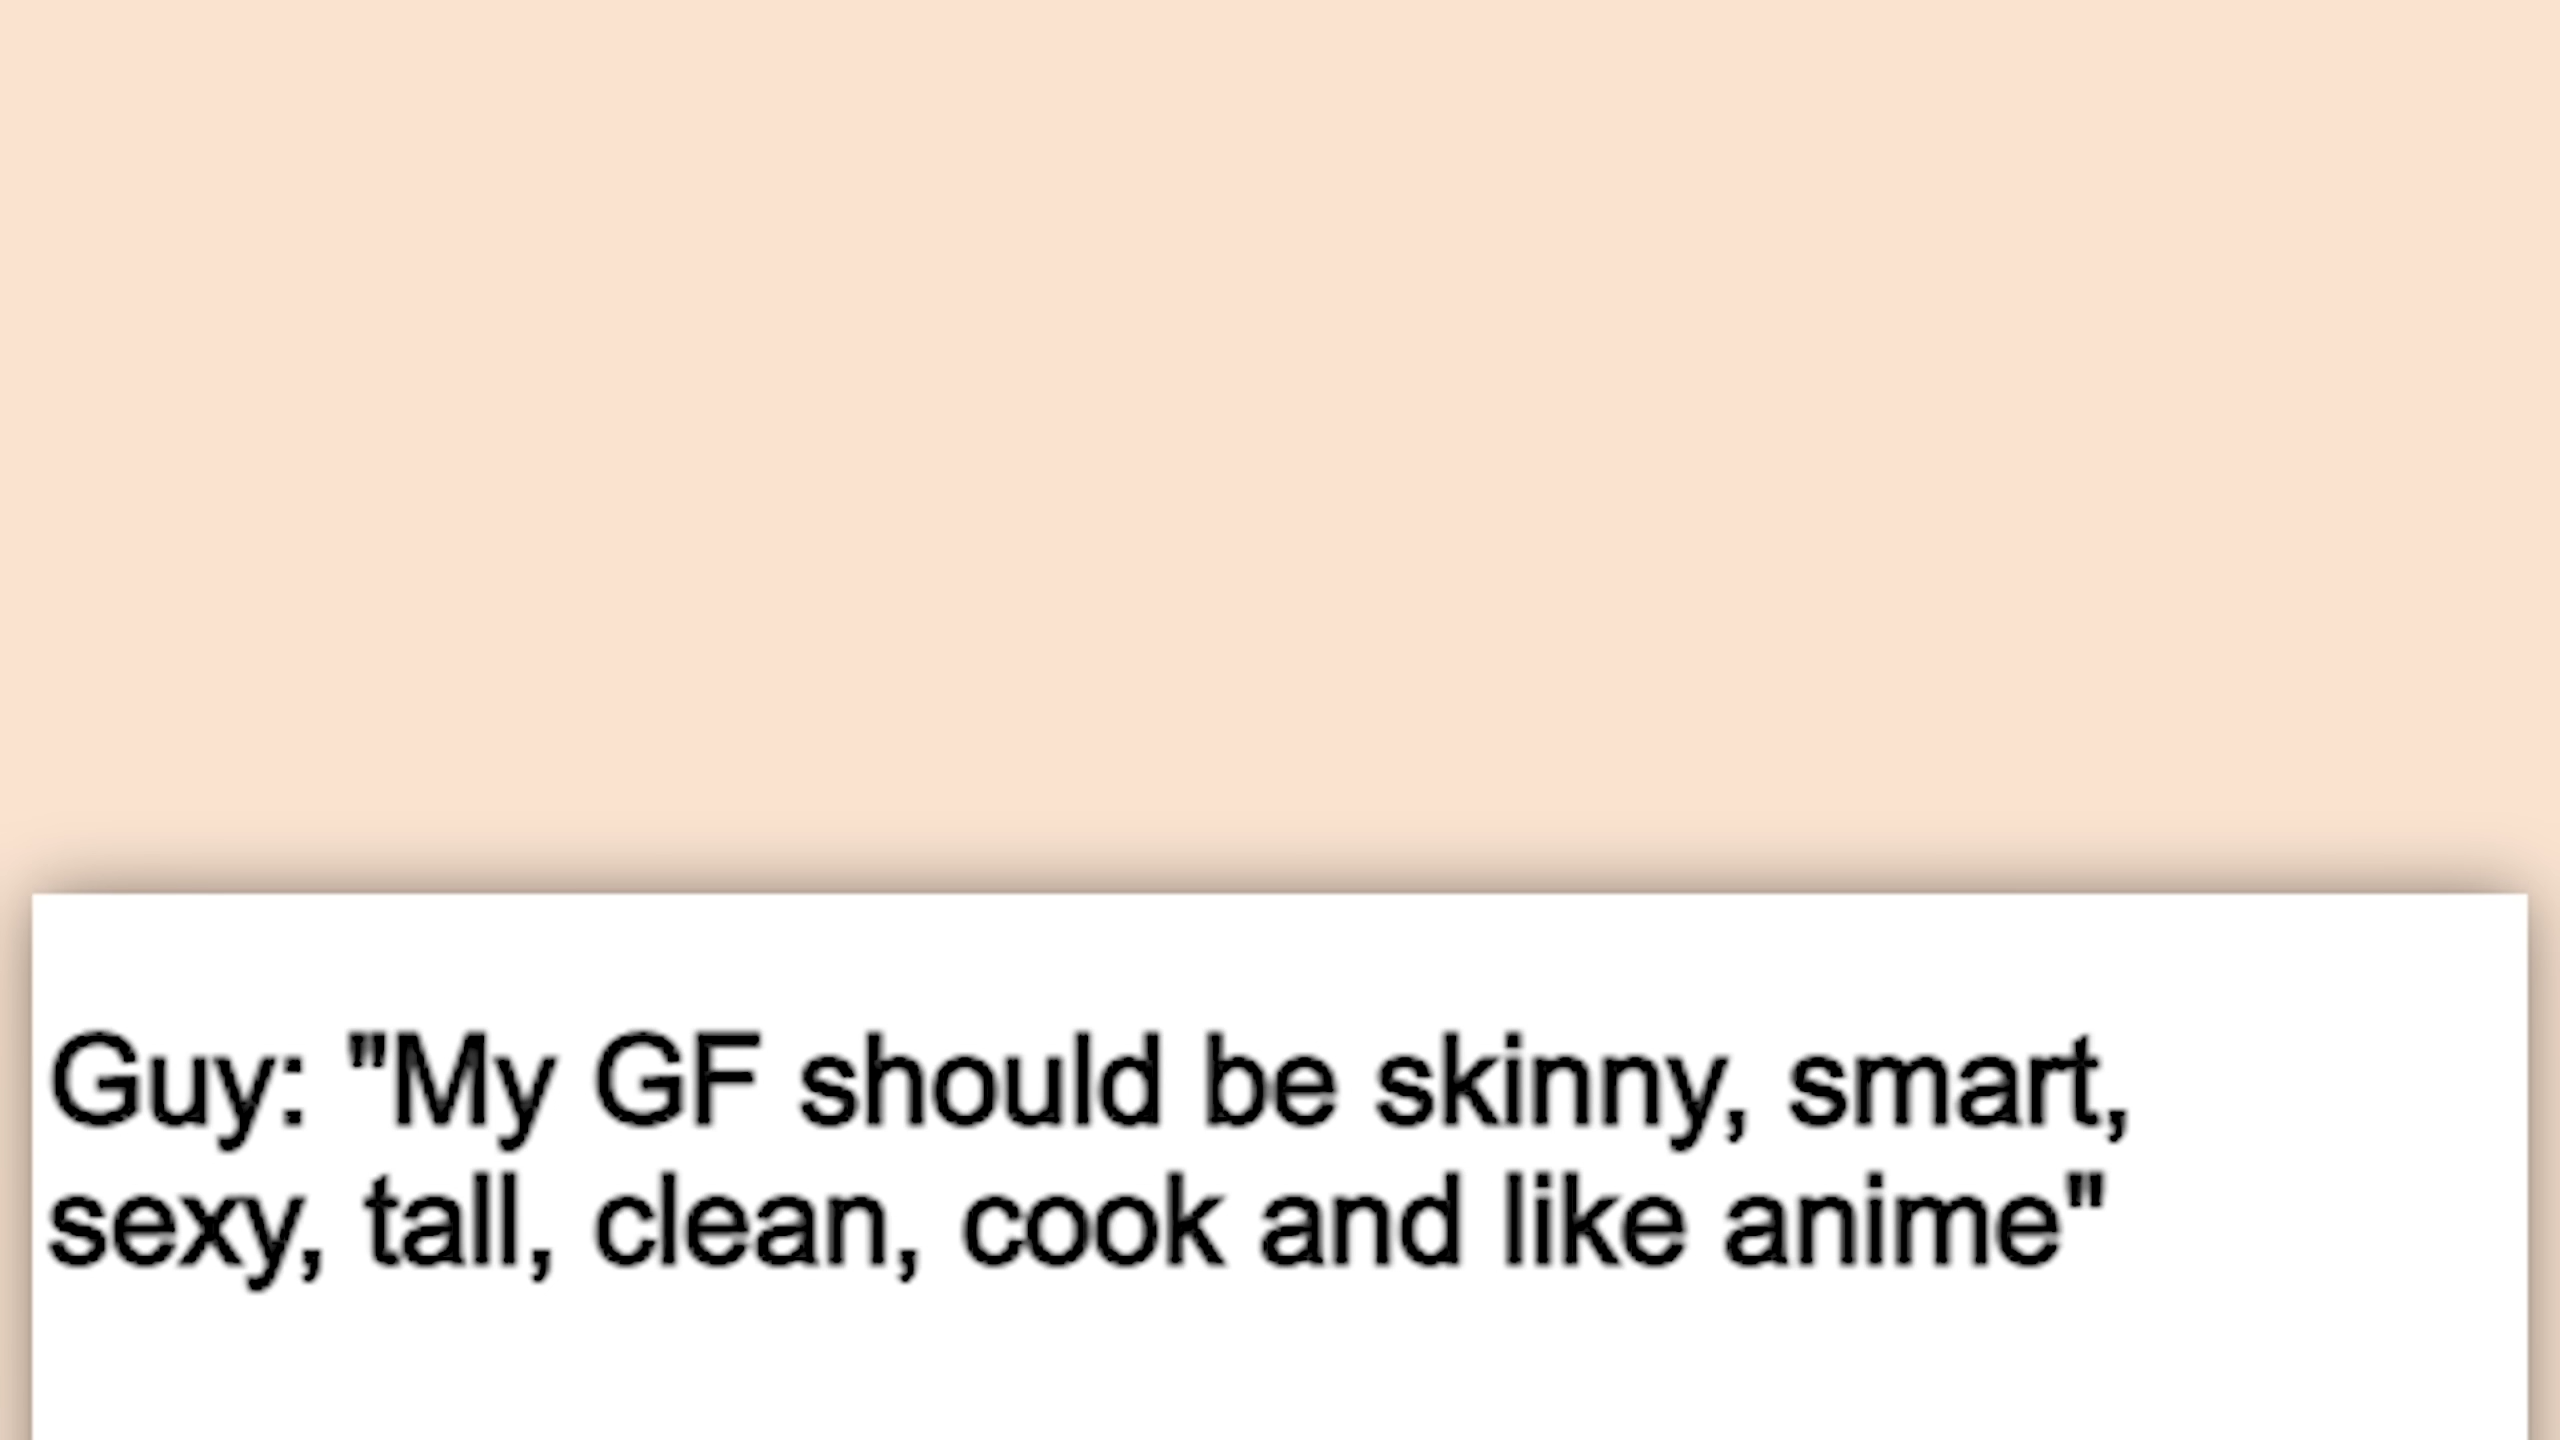 Guy: "My GF should be skinny, smart,
sexy, tall, clean, cook and like anime"